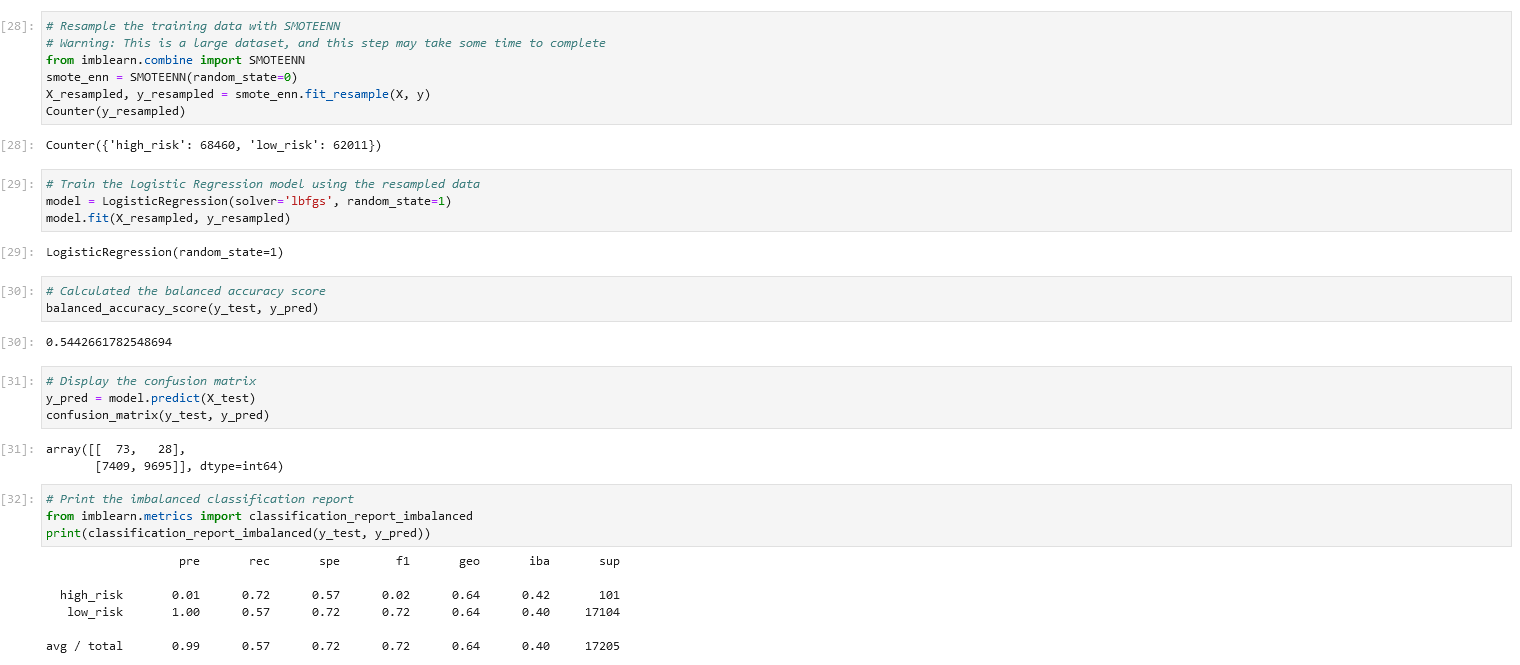 [28]: # Resample the training data with SMOTEENN
# Warning: This is a large dataset, and this step may take some time to complete
from imblearn.combine import SMOTEENN
smote_enn = SMOTEENN(random_state=0)
X_resampled, y_resampled = smote_enn.fit_resample(X, y)
Counter(y_resampled)
[28]: Counter({'high_risk': 68460, 'low_risk': 62011})
[29]: # Train the Logistic Regression model using the resampled data
model = LogisticRegression(solver='lbfgs', random_state=1)
model.fit(X_resampled, y_resampled)
[29]: LogisticRegression(random_state=1)
[30]: # Calculated the balanced accuracy score
balanced_accuracy_score(y_test, y_pred)
[30]: 0.5442661782548694
[31]: # Display the confusion matrix
y_pred = model.predict(X_test)
confusion_matrix(y_test, y_pred)
[31]: array([[  73,   28],
       [7409, 9695]], dtype=int64)
[32]: # Print the imbalanced classification report
from imblearn.metrics import classification_report_imbalanced
print(classification_report_imbalanced(y_test, y_pred))
                   pre       rec       spe        f1       geo       iba       sup
  high_risk       0.01      0.72      0.57      0.02      0.64      0.42       101
   low_risk       1.00      0.57      0.72      0.72      0.64      0.40     17104
avg / total       0.99      0.57      0.72      0.72      0.64      0.40     17205